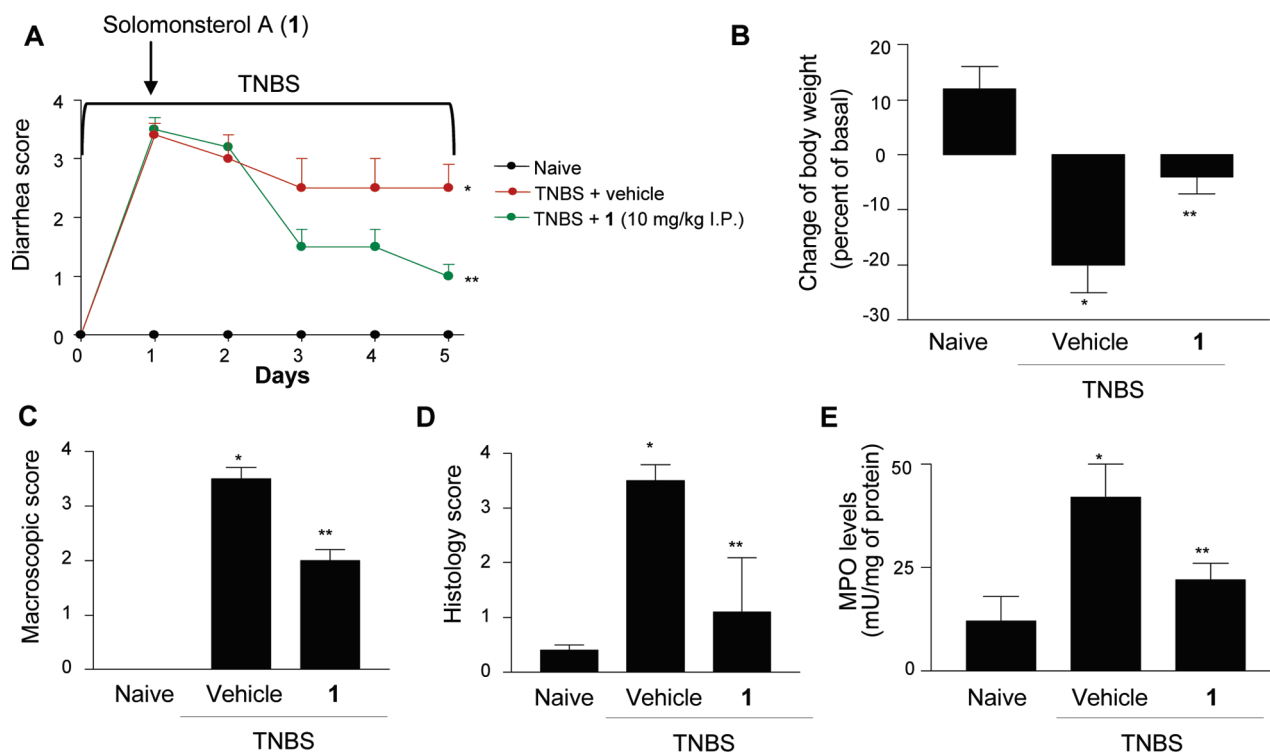 A
Solomonsterol A (1)
TNBS
Diarrhea score
4
3
2
1
0
0 1 2 3 4 5
Days
*
**
Naive
TNBS + vehicle
TNBS + 1 (10 mg/kg I.P.)
B
Change of body weight
(percent of basal)
20
10
0
-10
-20
-30
*
**
Naive Vehicle 1
TNBS
C
Macroscopic score
4
3
2
1
0
*
**
Naive Vehicle 1
TNBS
D
Histology score
4
3
2
1
0
*
**
Naive Vehicle 1
TNBS
E
MPO levels
(mU/mg of protein)
50
25
0
*
**
Naive Vehicle 1
TNBS